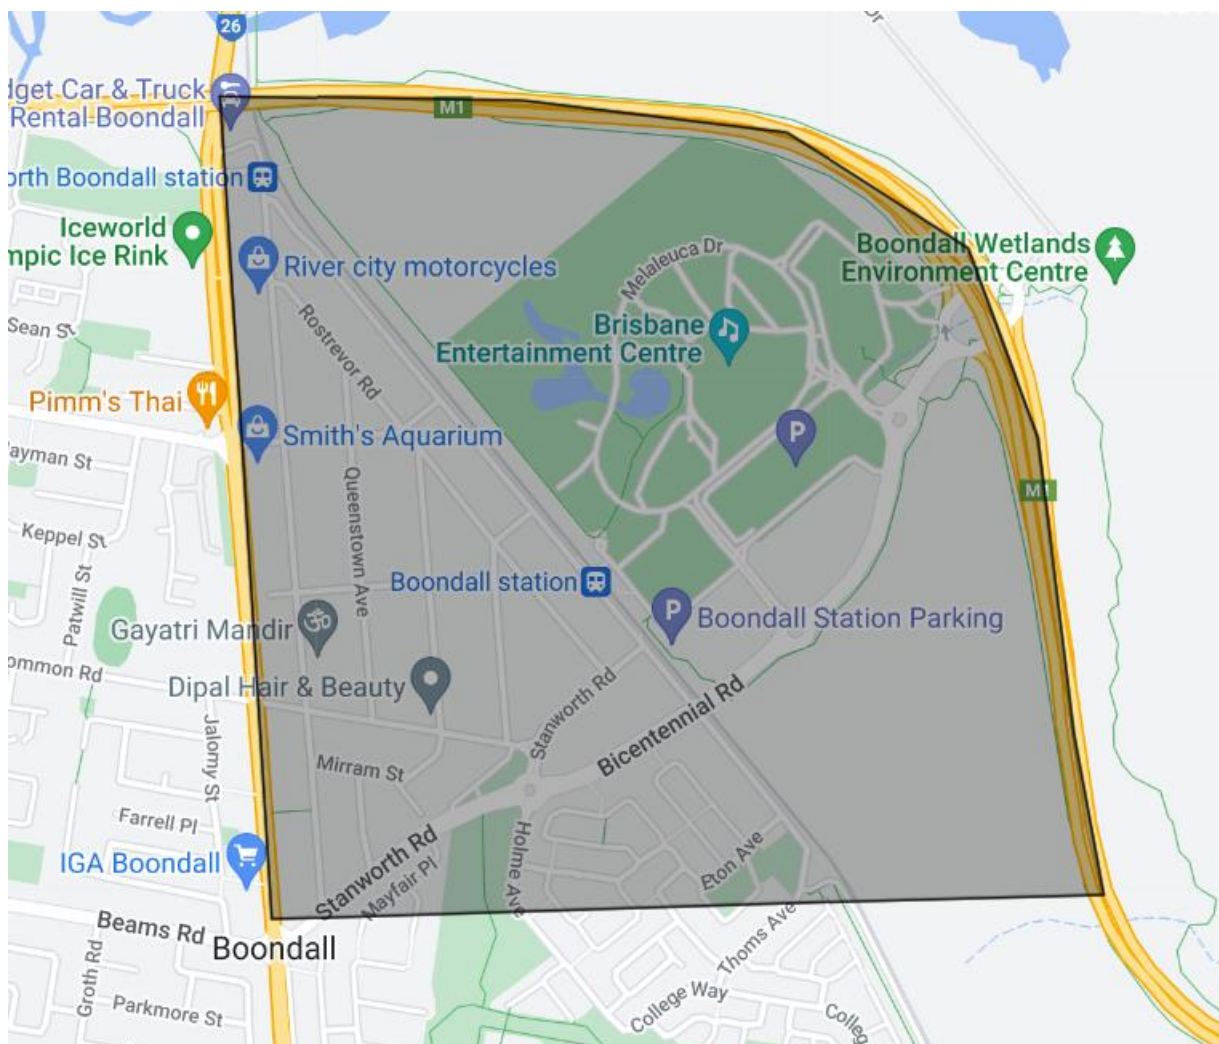 Dr
26
dget Car & Truck
Rental Boondall
M1
orth Boondall station
Iceworld
mpic Ice Rink
Melaleuca Dr
Boondall Wetlands
Environment Centre
River city motorcycles
Sean St
Rostrevor Rd
Brisbane
Entertainment Centre
Pimm's Thai
P
Smith's Aquarium
ayman St
Queenstown Ave
M1
Keppel St
Boondall station
Patwill St
Gayatri Mandir
P
Boondall Station Parking
ommon Rd
Dipal Hair & Beauty
Stanworth Rd
Bicentennial Rd
Jalomy St
Mirram St
Farrell Pl
Holme Ave
Eton Ave
IGA Boondall
Stanworth Rd
Mayfair Pl
Beams Rd
Boondall
Thoms Ave
Groth Rd
Parkmore St
College Way
Colleg